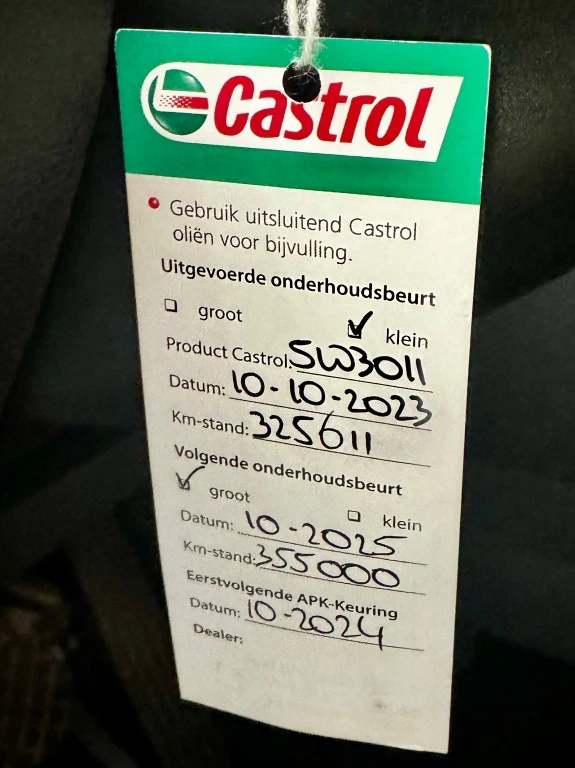 Castrol
Gebruik uitsluitend Castrol
oliën voor bijvulling.
Uitgevoerde onderhoudsbeurt
groot klein
Product Castrol: 5W3011
Datum: 10-10-2023
Km-stand: 325611
Volgende onderhoudsbeurt
groot klein
Datum: 10-2025
Km-stand: 355000
Eerstvolgende APK-Keuring
Datum: 10-2024
Dealer: